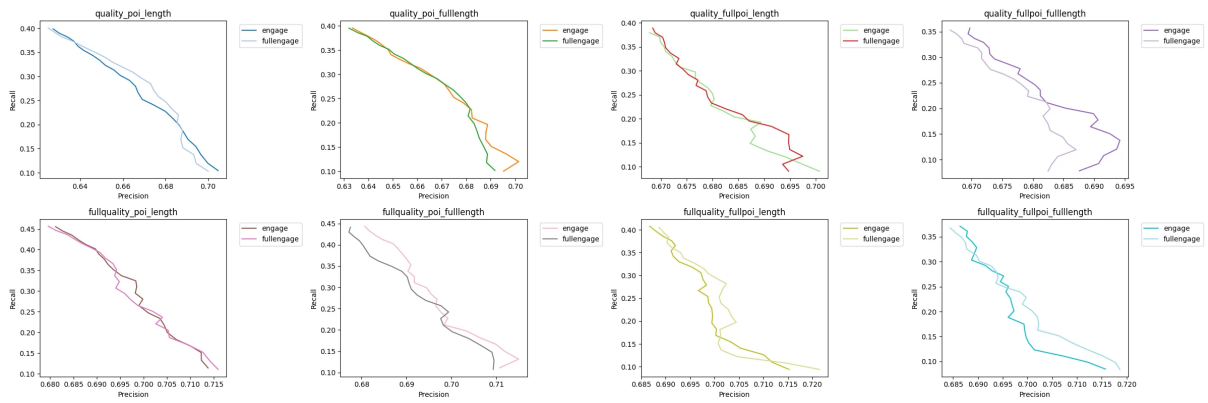 quality_poi_length
0.40
0.35
0.30
0.25
0.20
0.15
0.10
Recall
0.64
0.66
0.68
0.70
Precision
engage
fullengage
quality_poi_fulllength
0.40
0.35
0.30
0.25
0.20
0.15
0.10
Recall
0.63
0.64
0.65
0.66
0.67
0.68
0.69
0.70
Precision
engage
fullengage
quality_fullpoi_length
0.40
0.35
0.30
0.25
0.20
0.15
0.10
Recall
0.670
0.675
0.680
0.685
0.690
0.695
0.700
Precision
engage
fullengage
quality_fullpoi_fulllength
0.35
0.30
0.25
0.20
0.15
0.10
Recall
0.670
0.675
0.680
0.685
0.690
0.695
Precision
engage
fullengage
fullquality_poi_length
0.45
0.40
0.35
0.30
0.25
0.20
0.15
0.10
Recall
0.680
0.685
0.690
0.695
0.700
0.705
0.710
0.715
Precision
engage
fullengage
fullquality_poi_fulllength
0.45
0.40
0.35
0.30
0.25
0.20
0.15
0.10
Recall
0.68
0.69
0.70
0.71
Precision
engage
fullengage
fullquality_fullpoi_length
0.40
0.35
0.30
0.25
0.20
0.15
0.10
Recall
0.685
0.690
0.695
0.700
0.705
0.710
0.715
0.720
Precision
engage
fullengage
fullquality_fullpoi_fulllength
0.35
0.30
0.25
0.20
0.15
0.10
Recall
0.685
0.690
0.695
0.700
0.705
0.710
0.715
0.720
Precision
engage
fullengage